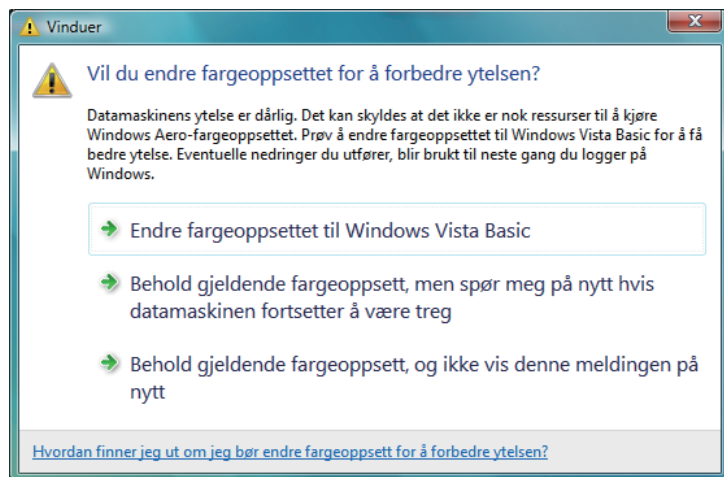 Vinduer
Vil du endre fargeoppsettet for å forbedre ytelsen?
Datamaskinens ytelse er dårlig. Det kan skyldes at det ikke er nok ressurser til å kjøre
Windows Aero-fargeoppsettet. Prøv å endre fargeoppsettet til Windows Vista Basic for å få
bedre ytelse. Eventuelle nedringer du utfører, blir brukt til neste gang du logger på
Windows.
Endre fargeoppsettet til Windows Vista Basic
Behold gjeldende fargeoppsett, men spør meg på nytt hvis
datamaskinen fortsetter å være treg
Behold gjeldende fargeoppsett, og ikke vis denne meldingen på
nytt
Hvordan finner jeg ut om jeg bør endre fargeoppsett for å forbedre ytelsen?